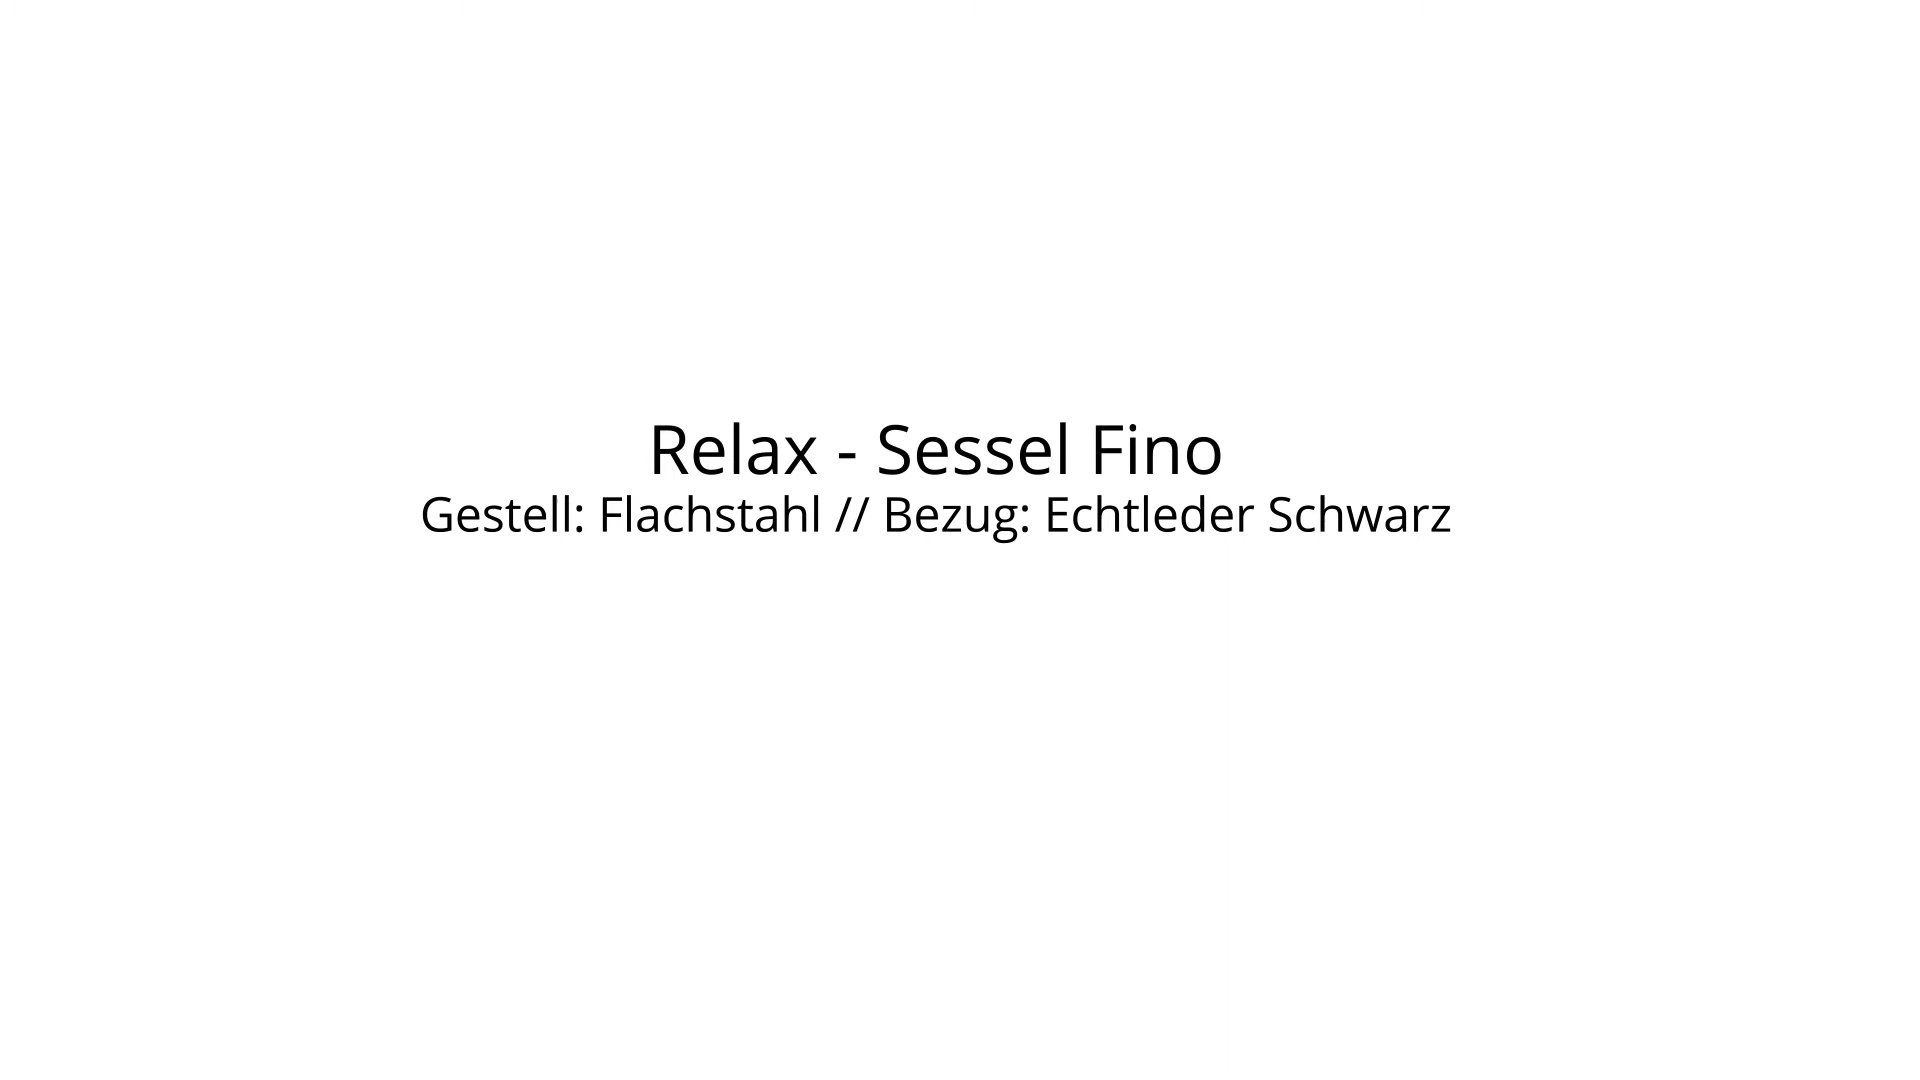 Relax - Sessel Fino
Gestell: Flachstahl // Bezug: Echtleder Schwarz